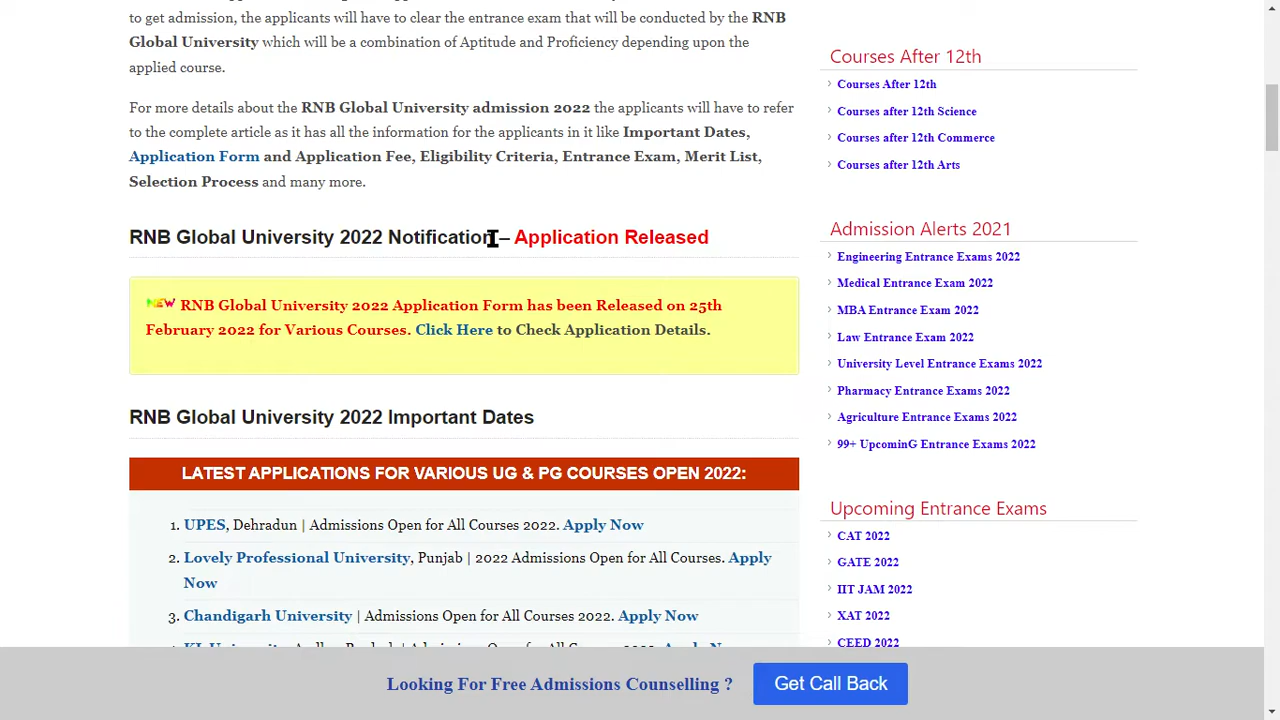 to get admission, the applicants will have to clear the entrance exam that will be conducted by the RNB
Global University which will be a combination of Aptitude and Proficiency depending upon the
applied course.
For more details about the RNB Global University admission 2022 the applicants will have to refer
to the complete article as it has all the information for the applicants in it like Important Dates,
Application Form and Application Fee, Eligibility Criteria, Entrance Exam, Merit List,
Selection Process and many more.
RNB Global University 2022 Notification – Application Released
NEW RNB Global University 2022 Application Form has been Released on 25th
February 2022 for Various Courses. Click Here to Check Application Details.
RNB Global University 2022 Important Dates
LATEST APPLICATIONS FOR VARIOUS UG & PG COURSES OPEN 2022:
1. UPES, Dehradun | Admissions Open for All Courses 2022. Apply Now
2. Lovely Professional University, Punjab | 2022 Admissions Open for All Courses. Apply
Now
3. Chandigarh University | Admissions Open for All Courses 2022. Apply Now
Courses After 12th
Courses After 12th
Courses after 12th Science
Courses after 12th Commerce
Courses after 12th Arts
Admission Alerts 2021
Engineering Entrance Exams 2022
Medical Entrance Exam 2022
MBA Entrance Exam 2022
Law Entrance Exam 2022
University Level Entrance Exams 2022
Pharmacy Entrance Exams 2022
Agriculture Entrance Exams 2022
99+ UpcominG Entrance Exams 2022
Upcoming Entrance Exams
CAT 2022
GATE 2022
IIT JAM 2022
XAT 2022
CEED 2022
Looking For Free Admissions Counselling ?
Get Call Back